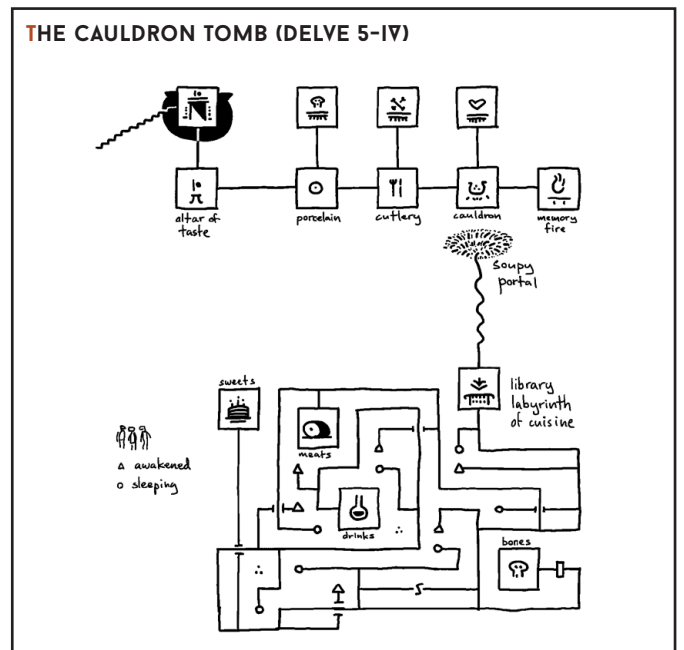 THE CAULDRON TOMB (DELVE 5-IV)
altar of
taste
porcelain
cutlery
cauldron
memory
fire
soupy
portal
sweets
library
labyrinth
of cuisine
meats
awakened
sleeping
drinks
bones